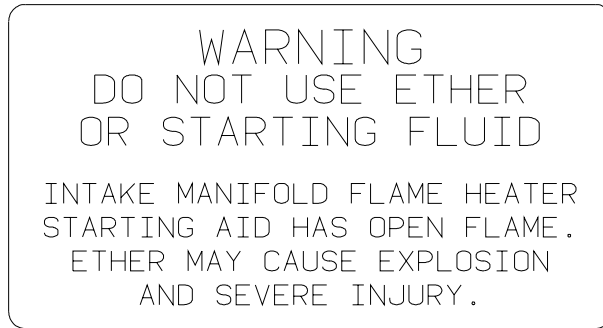 WARNING
DO NOT USE ETHER
OR STARTING FLUID
INTAKE MANIFOLD FLAME HEATER
STARTING AID HAS OPEN FLAME.
ETHER MAY CAUSE EXPLOSION
AND SEVERE INJURY.